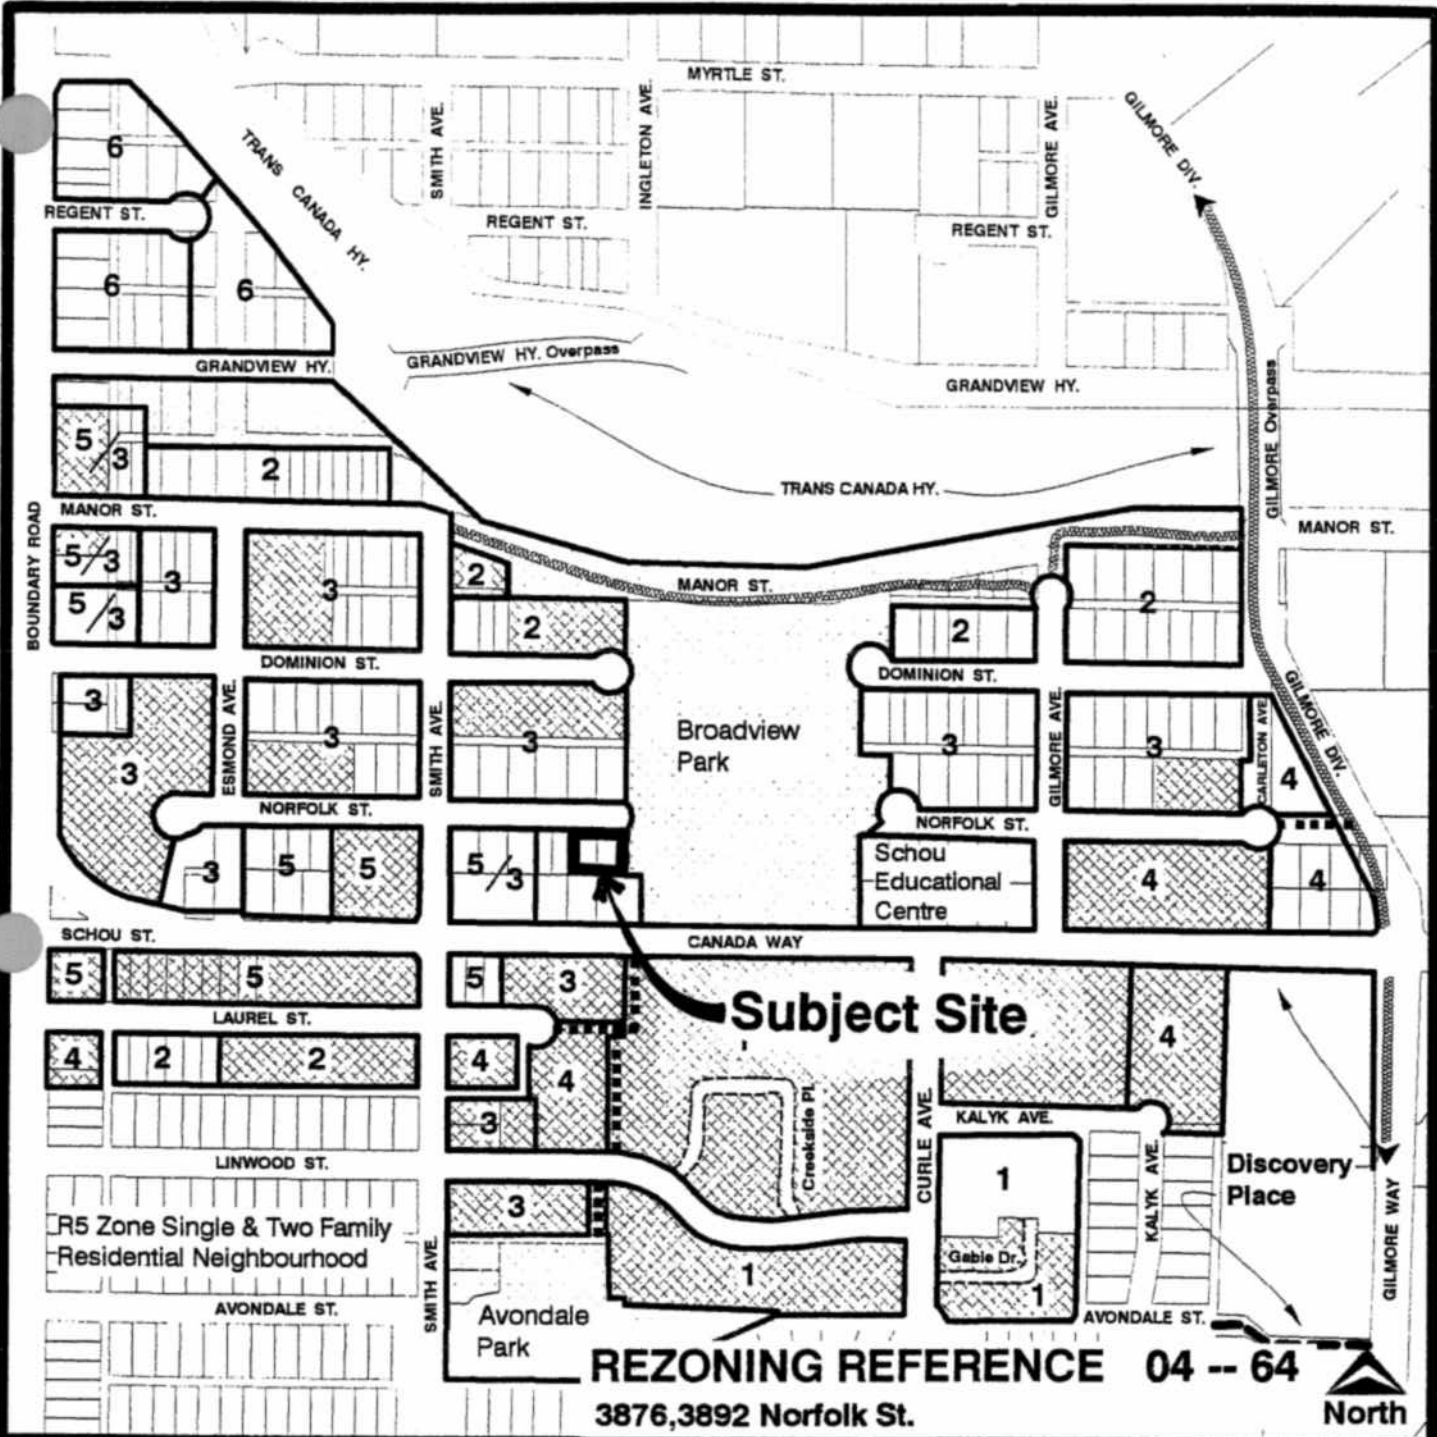 MYRTLE ST.
GILMORE DIV.
SMITH AVE.
INGLETON AVE.
GILMORE AVE.
TRANS CANADA HY.
6
REGENT ST.
REGENT ST.
REGENT ST.
6
6
GRANDVIEW HY.
GRANDVIEW HY. Overpass
GRANDVIEW HY.
GILMORE Overpass
5/3
2
TRANS CANADA HY.
MANOR ST.
MANOR ST.
BOUNDARY ROAD
5/3
3
3
2
MANOR ST.
2
5/3
2
2
DOMINION ST.
DOMINION ST.
GILMORE DIV.
3
ESMOND AVE.
3
SMITH AVE.
3
Broadview
Park
3
GILMORE AVE.
3
CARLETON AVE.
4
3
NORFOLK ST.
NORFOLK ST.
3
5
5
5/3
Schou
Educational
Centre
4
4
SCHOU ST.
CANADA WAY
5
5
5
3
Subject Site
LAUREL ST.
4
2
2
4
4
4
3
Creekside Pl.
CURLE AVE.
KALYK AVE.
LINWOOD ST.
1
KALYK AVE.
Discovery
Place
3
R5 Zone Single & Two Family
Residential Neighbourhood
SMITH AVE.
1
Gable Dr.
1
GILMORE WAY
AVONDALE ST.
Avondale
Park
AVONDALE ST.
REZONING REFERENCE 04 -- 64
3876,3892 Norfolk St.
North